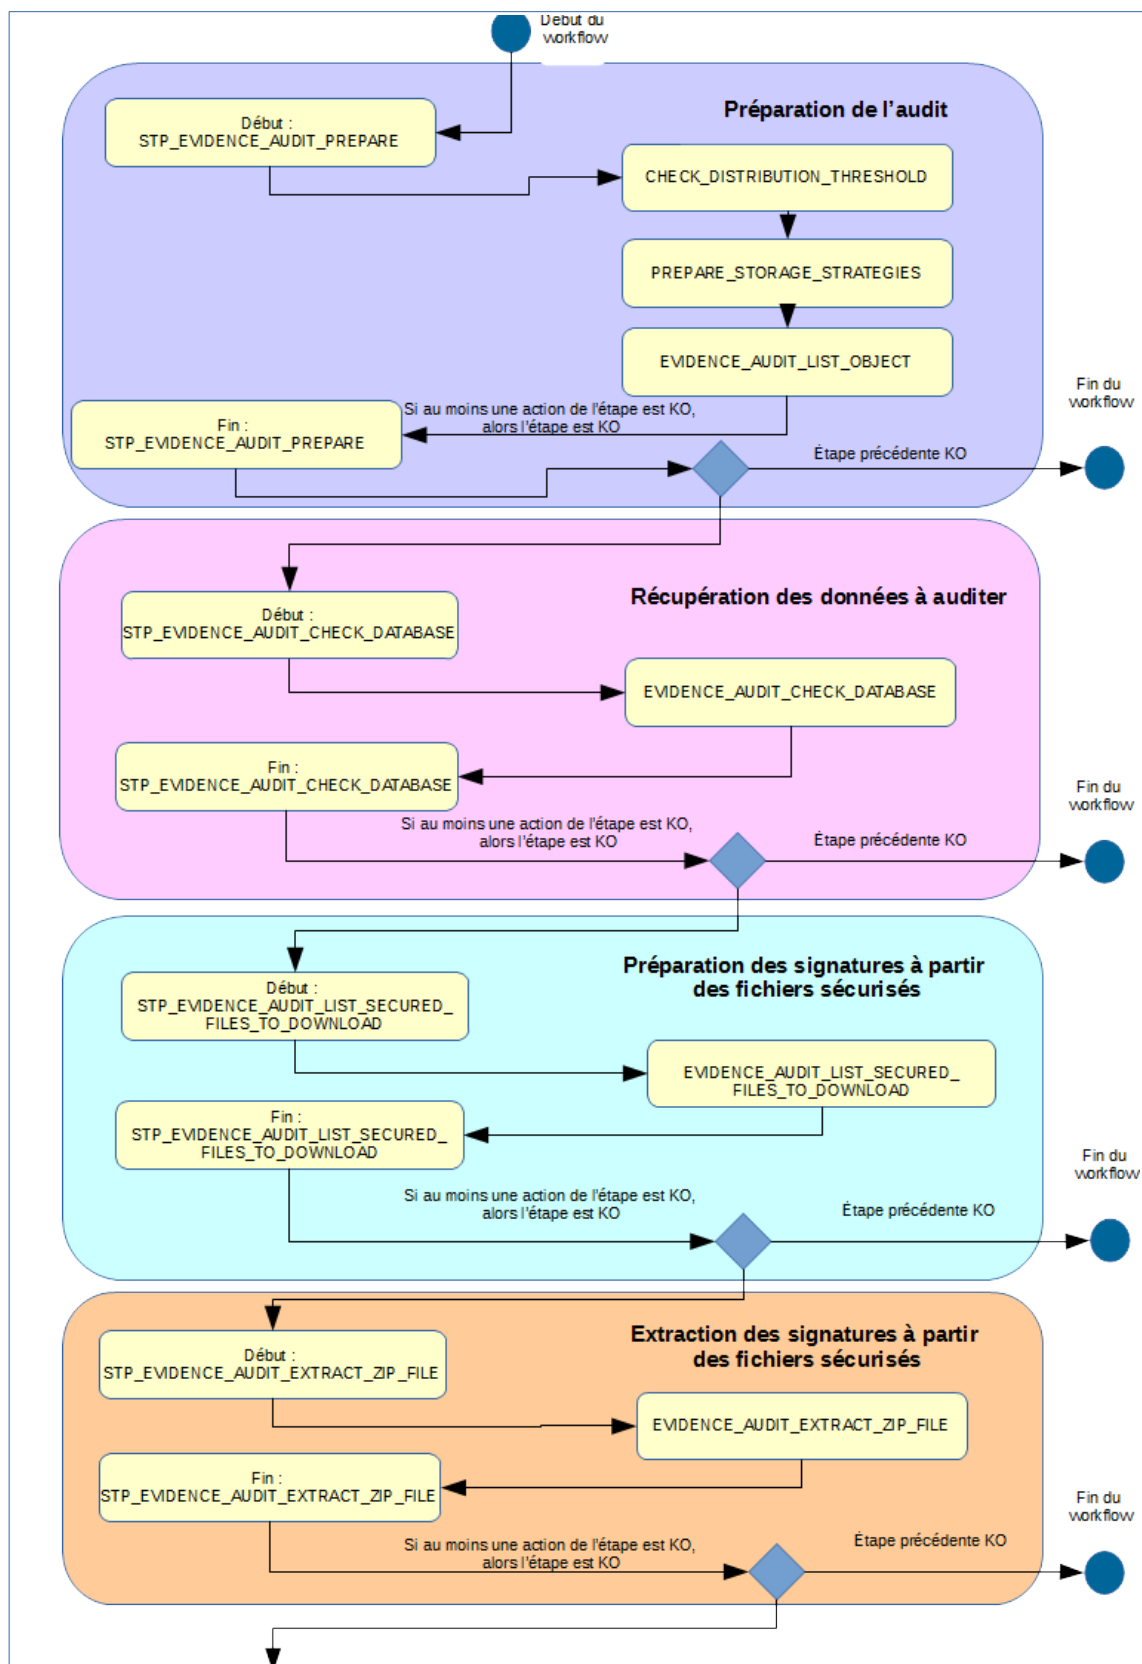 Début du
workflow
Préparation de l'audit
Début :
STP_EVIDENCE_AUDIT_PREPARE
CHECK_DISTRIBUTION_THRESHOLD
PREPARE_STORAGE_STRATEGIES
EVIDENCE_AUDIT_LIST_OBJECT
Si au moins une action de l'étape est KO,
alors l'étape est KO
Fin :
STP_EVIDENCE_AUDIT_PREPARE
Étape précédente KO
Fin du
workflow
Récupération des données à auditer
Début :
STP_EVIDENCE_AUDIT_CHECK_DATABASE
EVIDENCE_AUDIT_CHECK_DATABASE
Fin :
STP_EVIDENCE_AUDIT_CHECK_DATABASE
Si au moins une action de l'étape est KO,
alors l'étape est KO
Étape précédente KO
Fin du
workflow
Préparation des signatures à partir
des fichiers sécurisés
Début :
STP_EVIDENCE_AUDIT_LIST_SECURED_
FILES_TO_DOWNLOAD
EVIDENCE_AUDIT_LIST_SECURED_
FILES_TO_DOWNLOAD
Fin :
STP_EVIDENCE_AUDIT_LIST_SECURED_
FILES_TO_DOWNLOAD
Si au moins une action de l'étape est KO,
alors l'étape est KO
Étape précédente KO
Fin du
workflow
Extraction des signatures à partir
des fichiers sécurisés
Début :
STP_EVIDENCE_AUDIT_EXTRACT_ZIP_FILE
EVIDENCE_AUDIT_EXTRACT_ZIP_FILE
Fin :
STP_EVIDENCE_AUDIT_EXTRACT_ZIP_FILE
Si au moins une action de l'étape est KO,
alors l'étape est KO
Étape précédente KO
Fin du
workflow